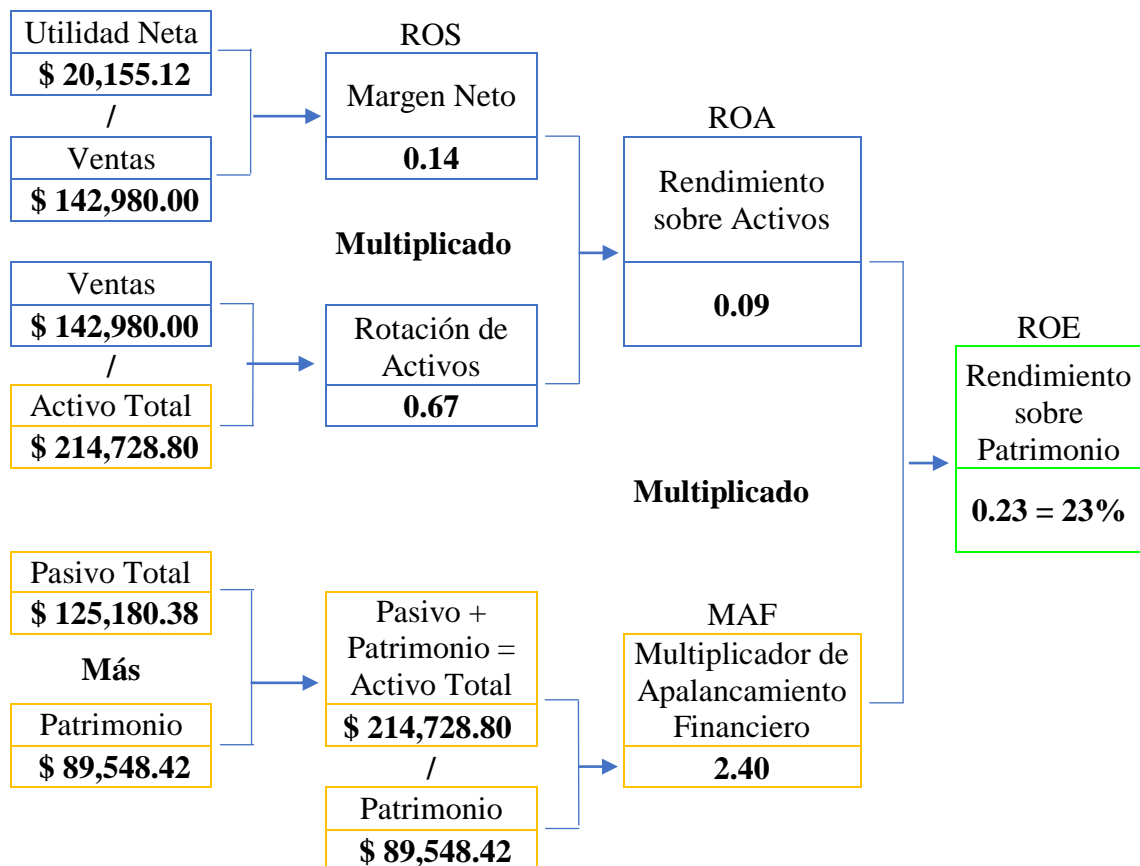 Utilidad Neta
$ 20,155.12
/
Ventas
$ 142,980.00
ROS
Margen Neto
0.14
Multiplicado
Ventas
$ 142,980.00
/
Activo Total
$ 214,728.80
Rotación de
Activos
0.67
ROA
Rendimiento
sobre Activos
0.09
Multiplicado
ROE
Rendimiento
sobre
Patrimonio
0.23 = 23%
Pasivo Total
$ 125,180.38
Más
Patrimonio
$ 89,548.42
Pasivo +
Patrimonio =
Activo Total
$ 214,728.80
/
Patrimonio
$ 89,548.42
MAF
Multiplicador de
Apalancamiento
Financiero
2.40